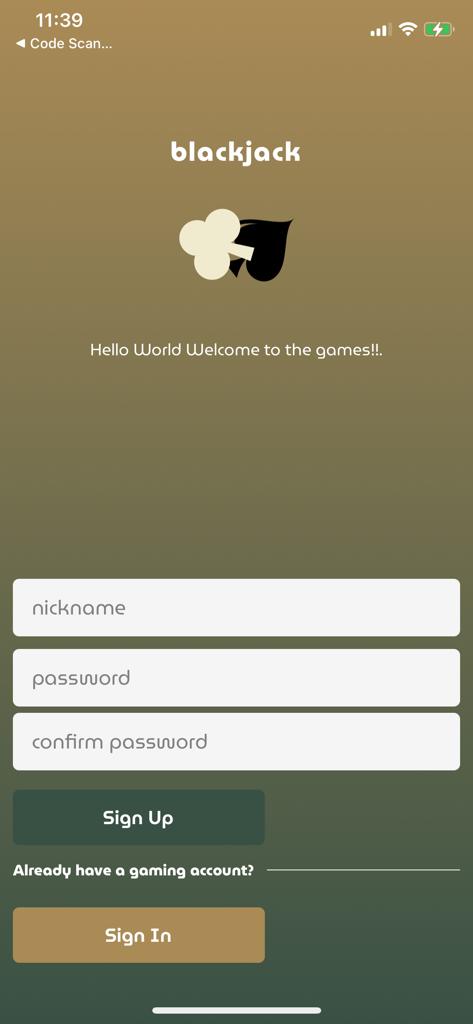 11:39
◀ Code Scan...
blackjack
Hello World Welcome to the games!!.
nickname
password
confirm password
Sign Up
Already have a gaming account?
Sign In